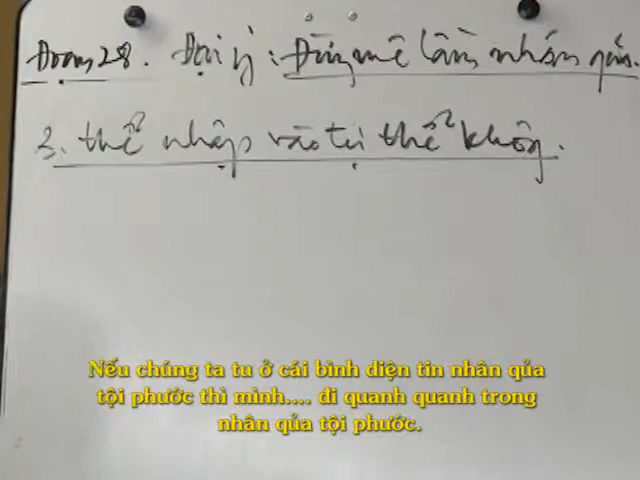 Đoạn 28. Đại ý: Đừng mê lầm nhân quả.
3. thể nhập vào tự thể không.
Nếu chúng ta tu ở cái bình diện tin nhân qủa
tội phước thì mình.... đi quanh quanh trong
nhân qủa tội phước.